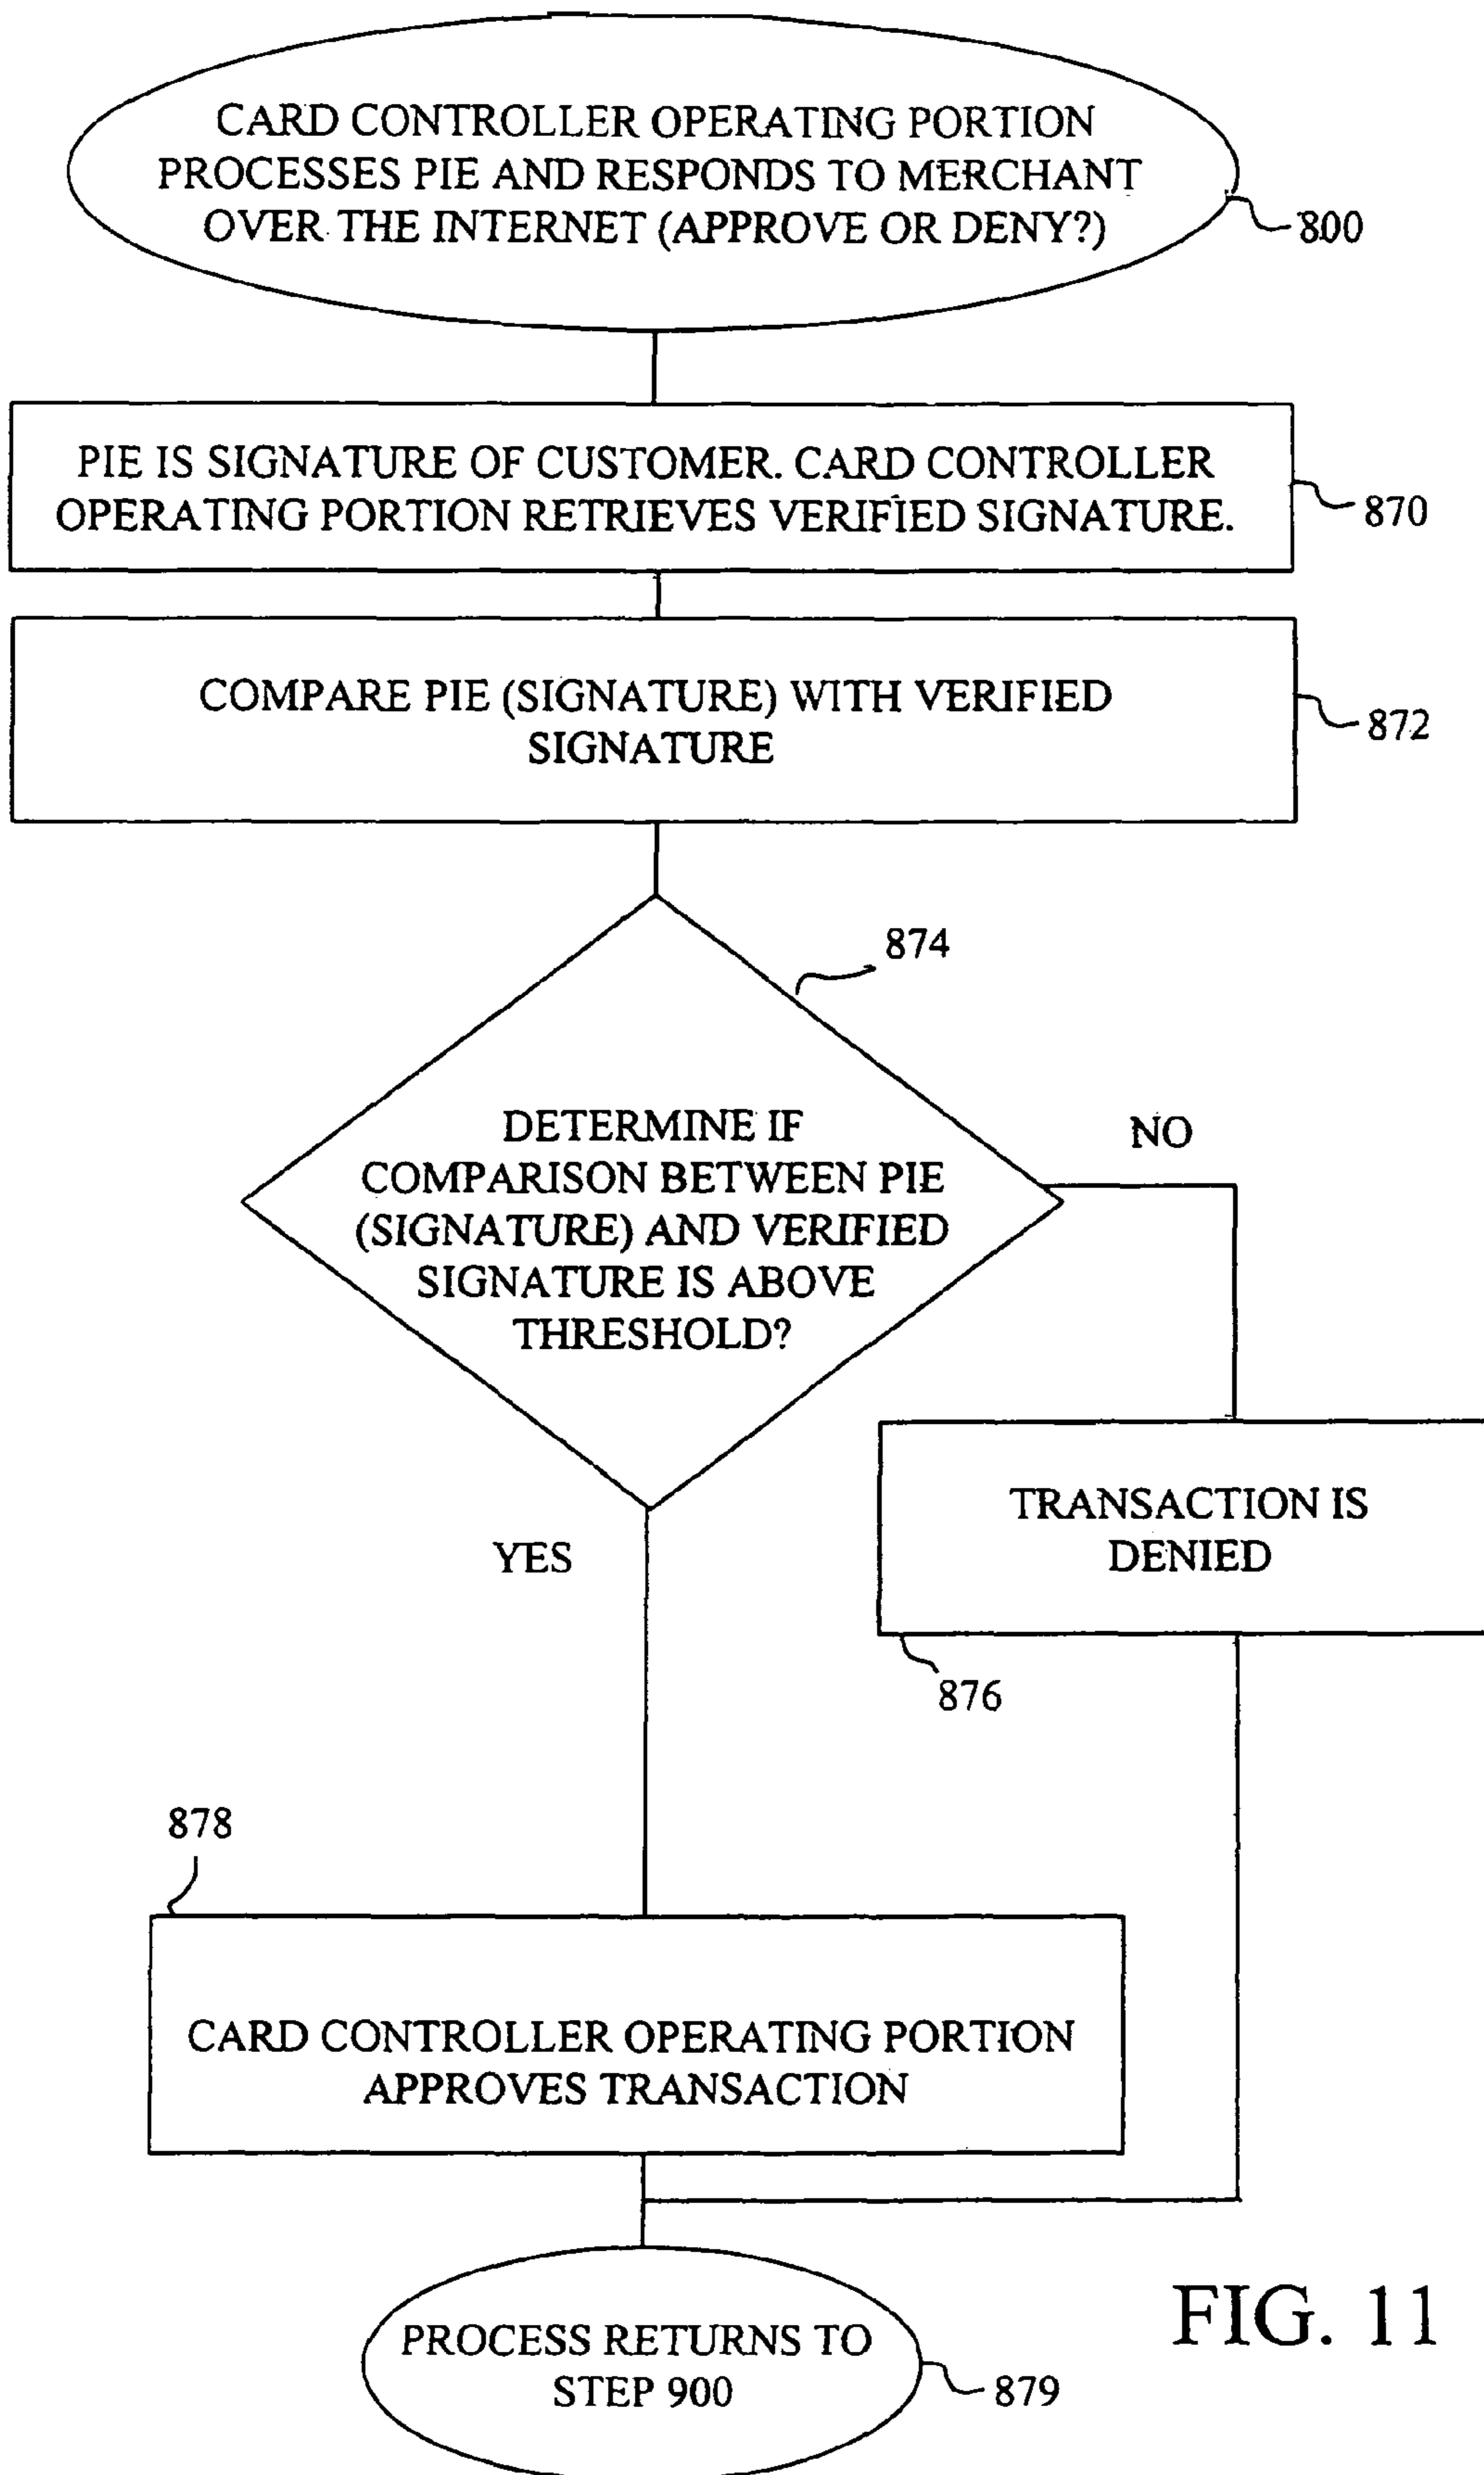 CARD CONTROLLER OPERATING PORTION
PROCESSES PIE AND RESPONDS TO MERCHANT
OVER THE INTERNET (APPROVE OR DENY?)
800
PIE IS SIGNATURE OF CUSTOMER. CARD CONTROLLER
OPERATING PORTION RETRIEVES VERIFIED SIGNATURE.
870
COMPARE PIE (SIGNATURE) WITH VERIFIED
SIGNATURE
872
874
DETERMINE IF
COMPARISON BETWEEN PIE
(SIGNATURE) AND VERIFIED
SIGNATURE IS ABOVE
THRESHOLD?
NO
YES
TRANSACTION IS
DENIED
876
878
CARD CONTROLLER OPERATING PORTION
APPROVES TRANSACTION
PROCESS RETURNS TO
STEP 900
879
FIG. 11